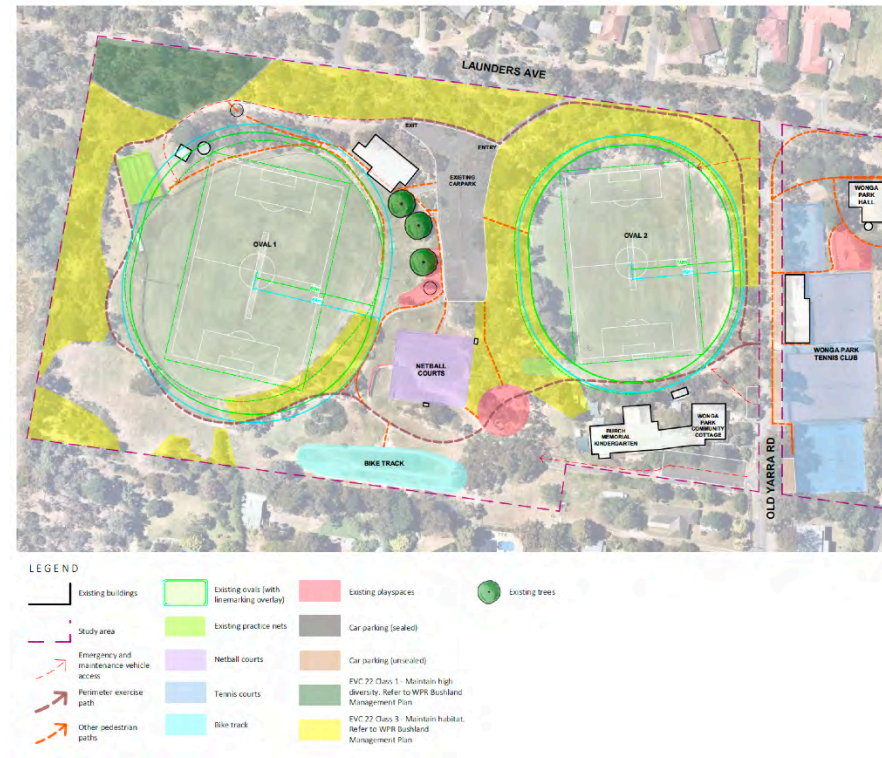 LAUNDERS AVE
EXIT
ENTRY
EXISTING
CARPARK
WONGA
PARK
HALL
OVAL 1
OVAL 2
NETBALL
COURTS
WONGA PARK
TENNIS CLUB
BURCH
MEMORIAL
KINDERGARTEN
WONGA
PARK
COMMUNITY
COTTAGE
BIKE TRACK
OLD YARRA RD
LEGEND
Existing buildings
Study area
Emergency and
maintenance vehicle
access
Perimeter exercise
path
Other pedestrian
paths
Existing ovals (with
linemarking overlay)
Existing practice nets
Netball courts
Tennis courts
Bike track
Existing playspaces
Car parking (sealed)
Car parking (unsealed)
EVC 22 Class 1 - Maintain high
diversity. Refer to WPR Bushland
Management Plan
EVC 22 Class 3 - Maintain habitat.
Refer to WPR Bushland
Management Plan
Existing trees